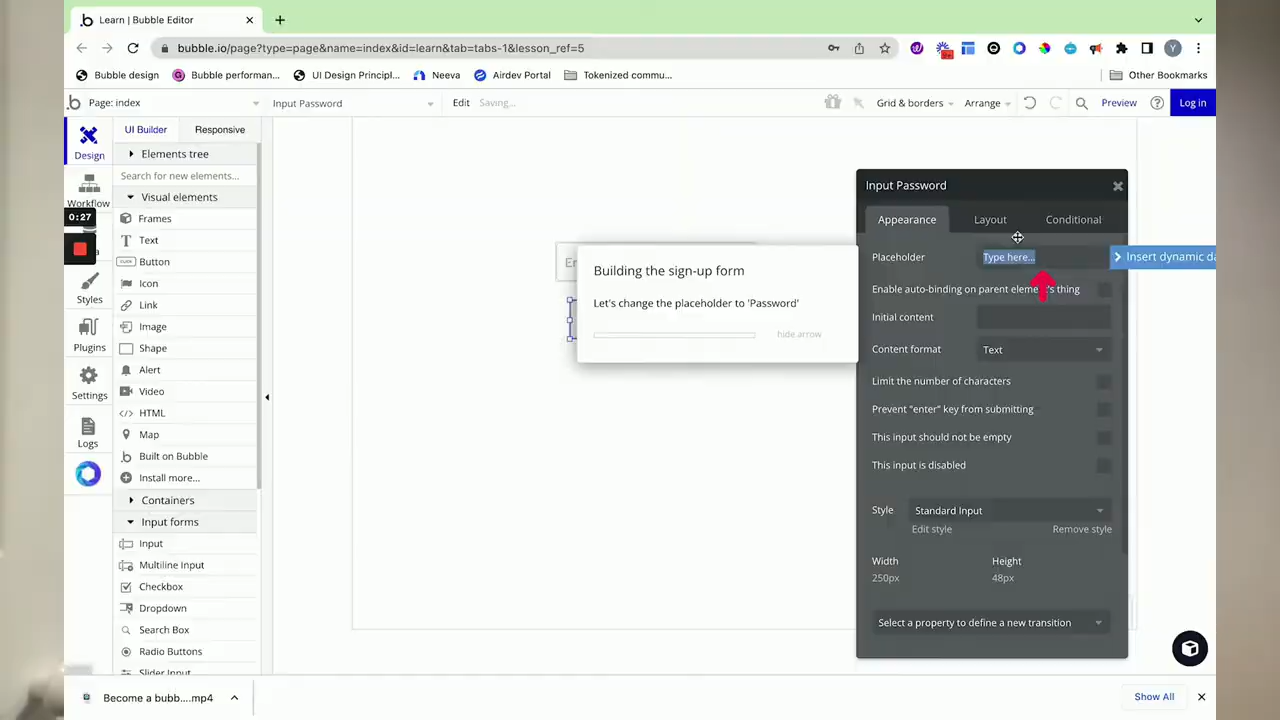 Learn | Bubble Editor
bubble.io/page?type=page&name=index&id=learn&tab=tabs-1&lesson_ref=5
Y
Bubble design
Bubble performan...
UI Design Principl...
Neeva
Airdev Portal
Tokenized commu...
Other Bookmarks
Page: index
Input Password
Edit
Saving...
Grid & borders
Arrange
Preview
Log in
Design
Workflow
0:27
Styles
Plugins
Settings
Logs
UI Builder
Responsive
Elements tree
Search for new elements...
Visual elements
Frames
Text
Button
Icon
Link
Image
Shape
Alert
Video
HTML
Map
Built on Bubble
Install more...
Containers
Input forms
Input
Multiline Input
Checkbox
Dropdown
Search Box
Radio Buttons
Slider Input
Building the sign-up form
Let's change the placeholder to 'Password'
hide arrow
Input Password
Appearance
Layout
Conditional
Placeholder
Type here...
Insert dynamic da
Enable auto-binding on parent element's thing
Initial content
Content format
Text
Limit the number of characters
Prevent "enter" key from submitting
This input should not be empty
This input is disabled
Style
Standard Input
Edit style
Remove style
Width
Height
250px
48px
Select a property to define a new transition
Become a bubb....mp4
Show All